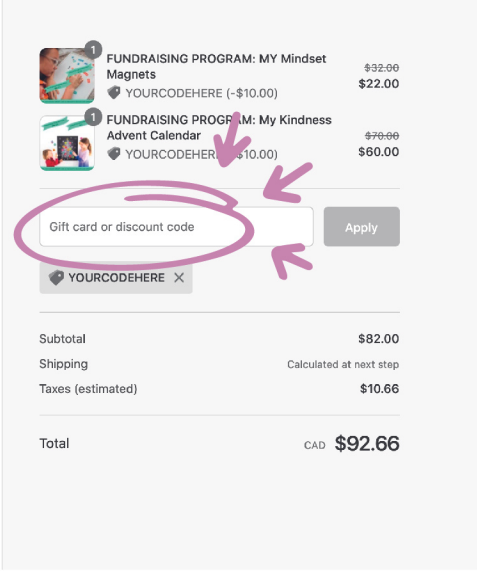 1
FUNDRAISING PROGRAM: MY Mindset
Magnets
$32.00
$22.00
YOURCODEHERE (-$10.00)
1
FUNDRAISING PROGRAM: My Kindness
Advent Calendar
$70.00
$60.00
YOURCODEHERE $10.00)
Gift card or discount code
Apply
YOURCODEHERE
Subtotal
$82.00
Shipping
Calculated at next step
Taxes (estimated)
$10.66
Total
CAD $92.66